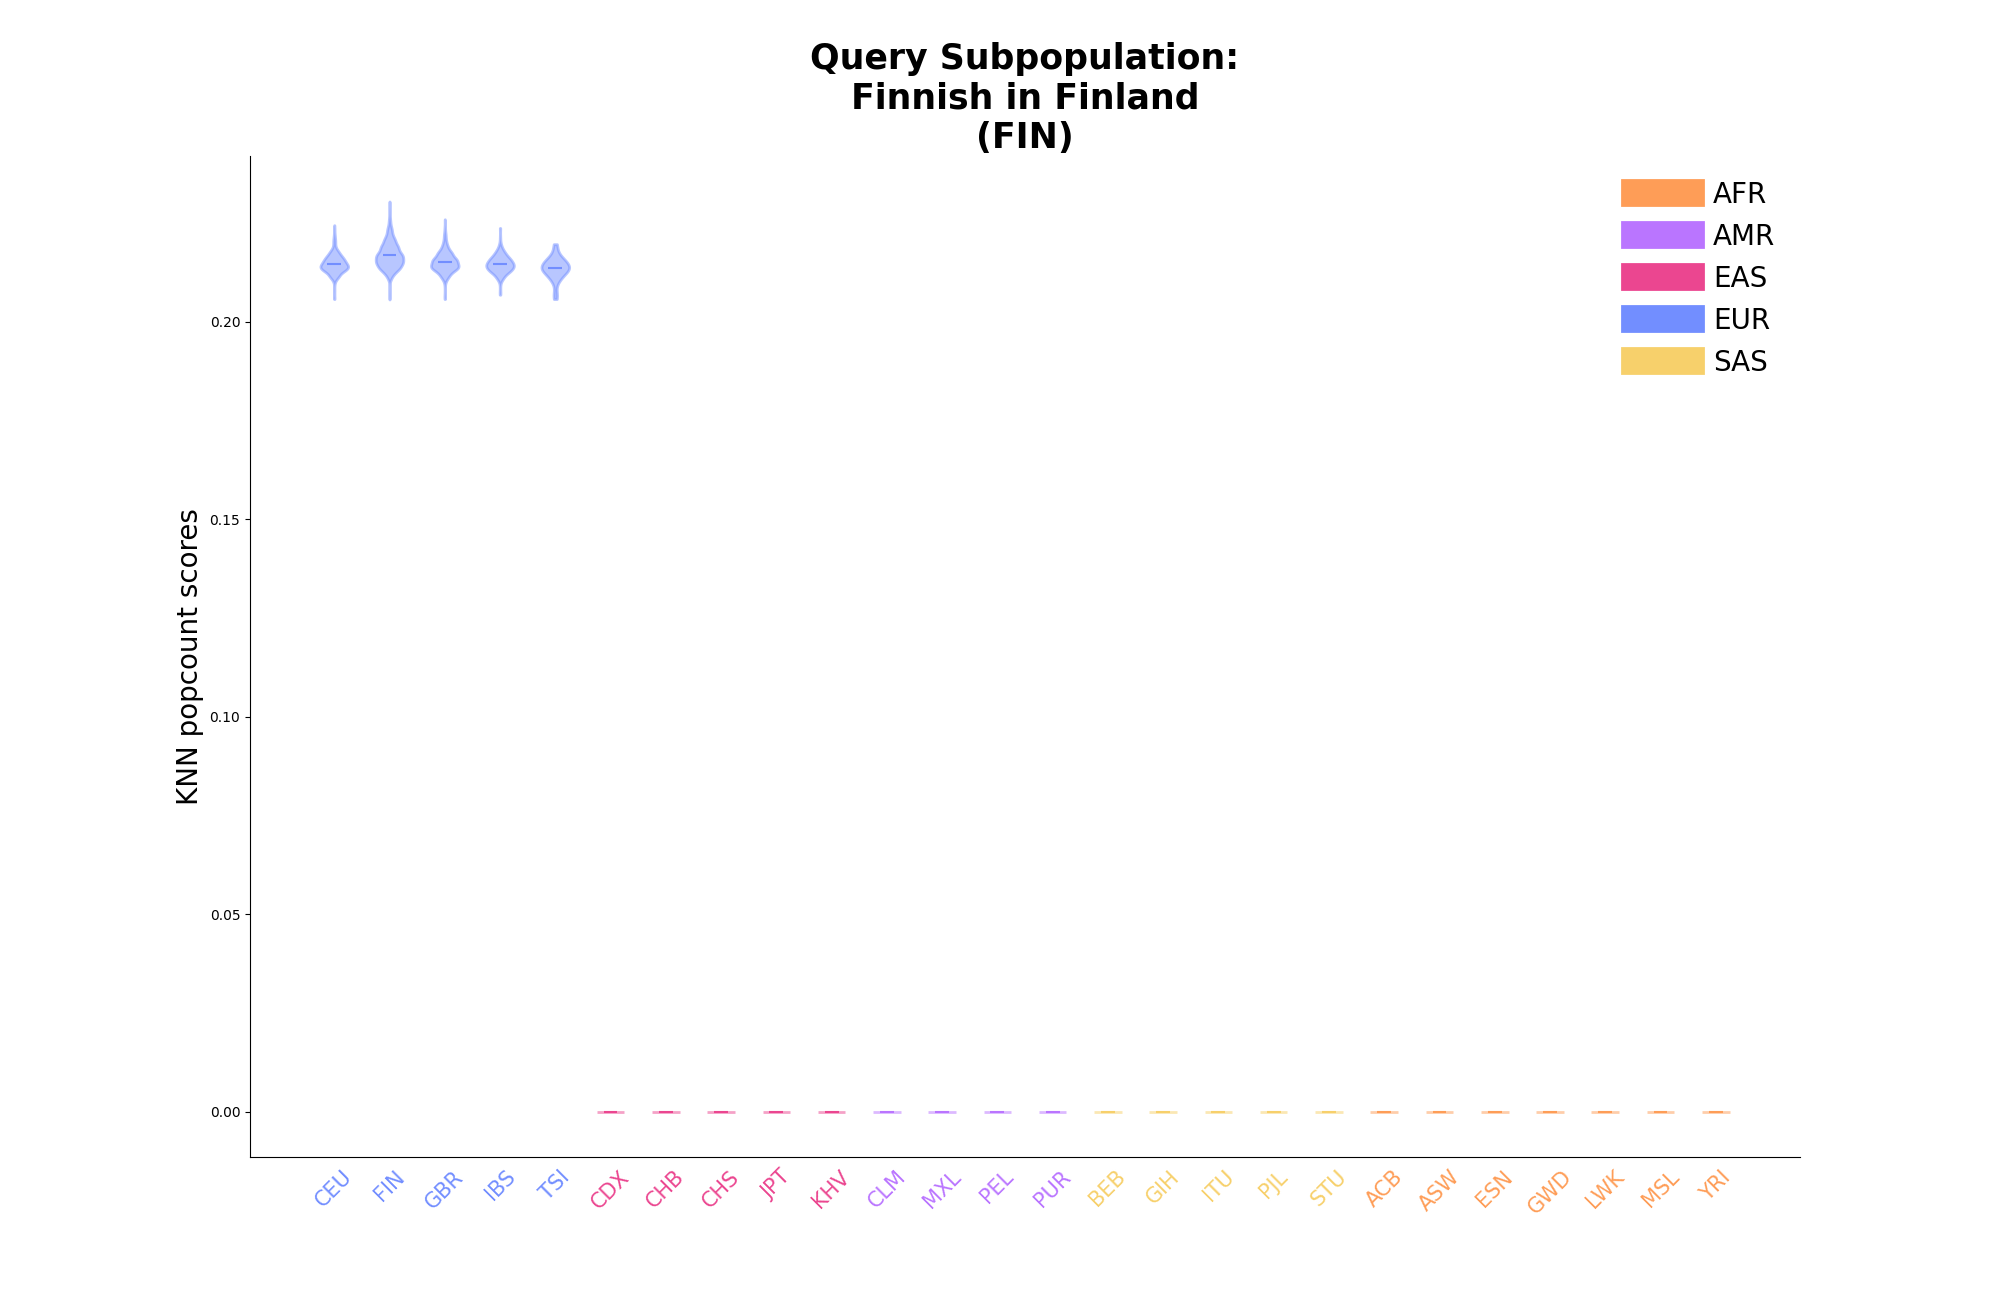 Query Subpopulation:
Finnish in Finland
(FIN)
AFR
AMR
EAS
EUR
SAS
KNN popcount scores
0.20
0.15
0.10
0.05
0.00
CEU FIN GBR IBS TSI CDX CHB CHS JPT KHV CLM MXL PEL PUR BEB GIH ITU PJL STU ACB ASW ESN GWD LWK MSL YRI